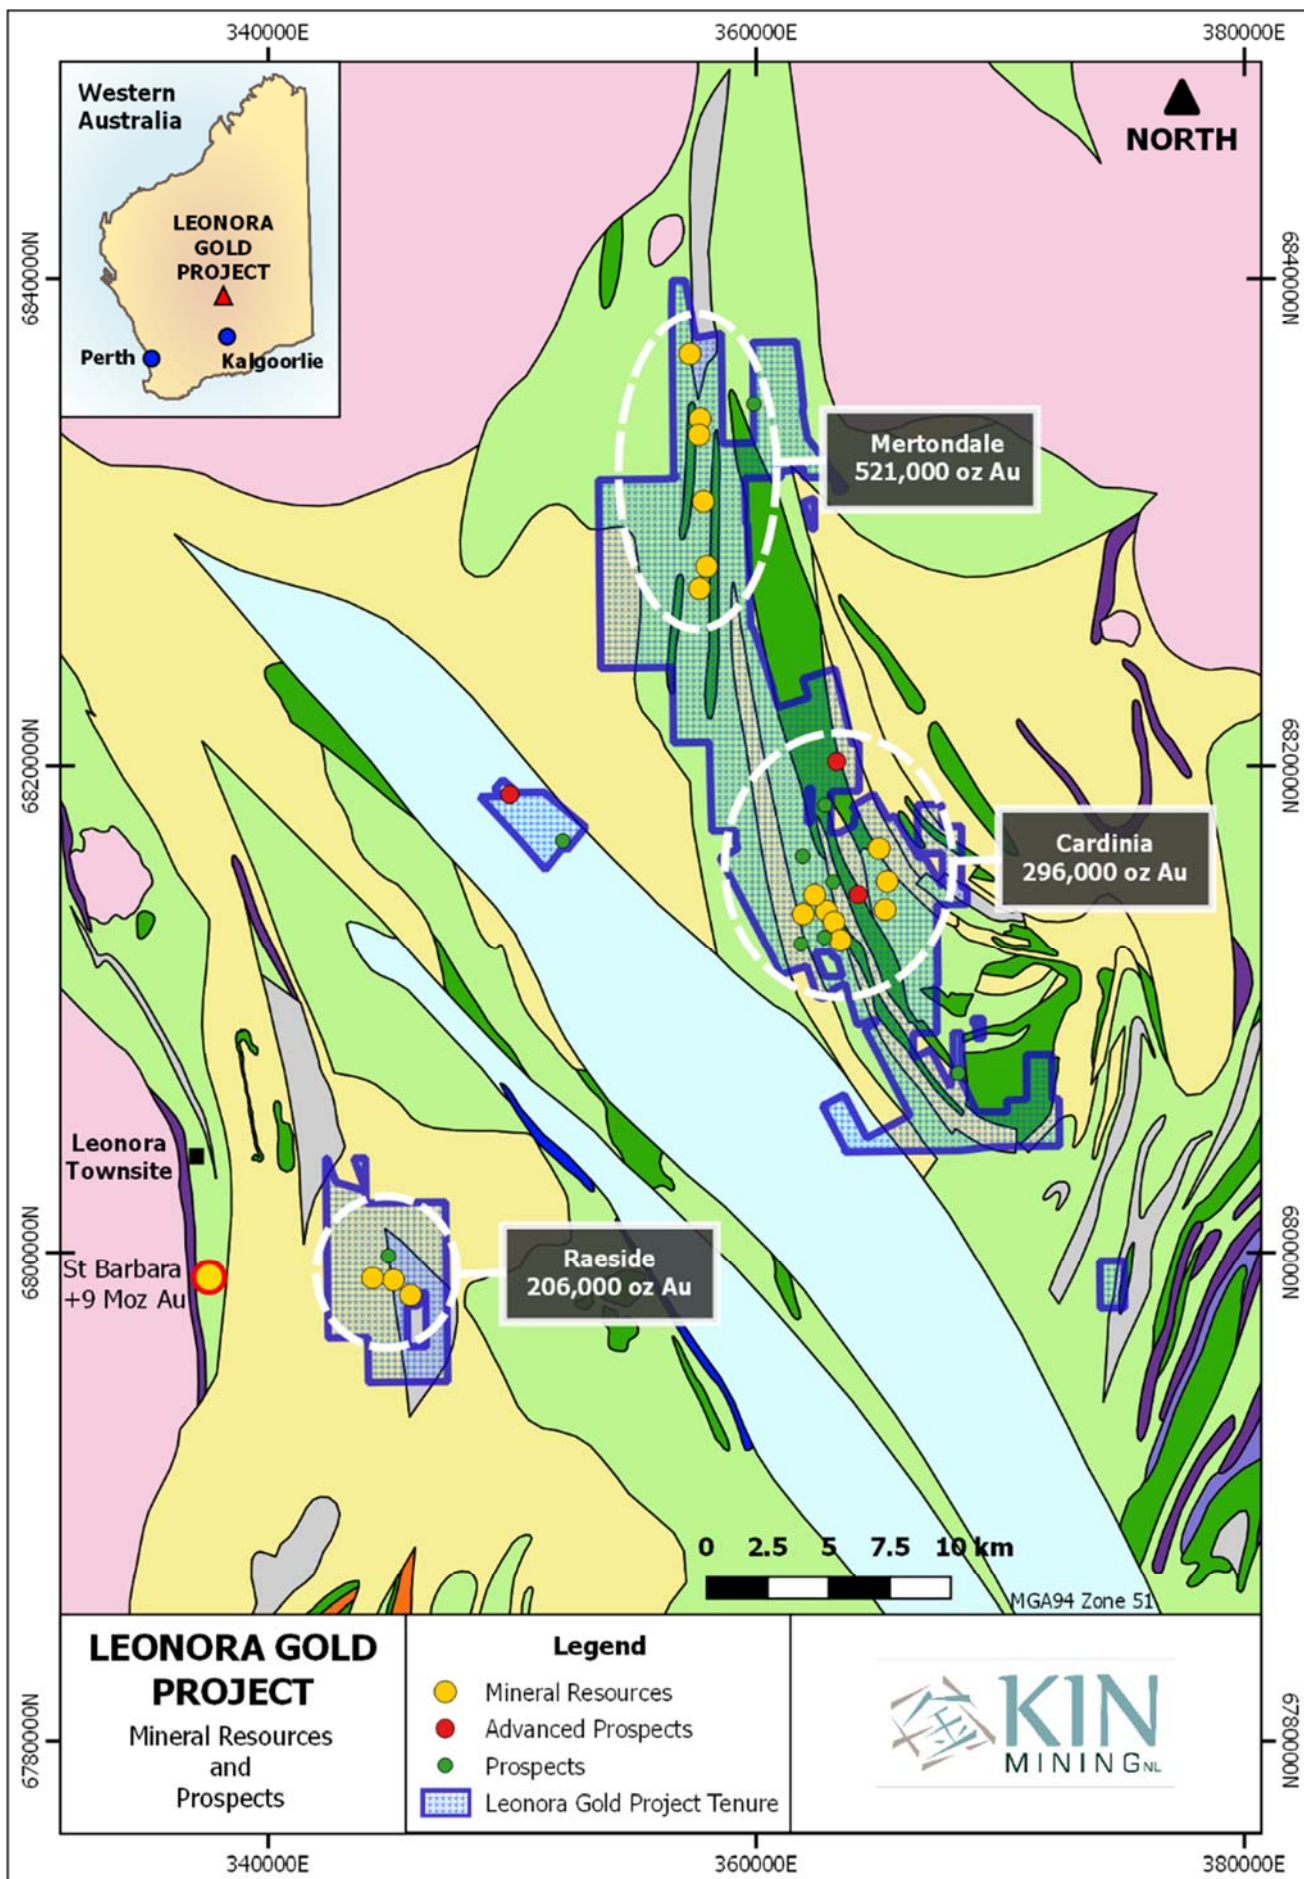 340000E
360000E
380000E
Western
Australia
LEONORA
GOLD
PROJECT
Perth
Kalgoorlie
NORTH
6840000N
6840000N
Mertondale
521,000 oz Au
6820000N
6820000N
Cardinia
296,000 oz Au
Leonora
Townsite
6800000N
6800000N
St Barbara
+9 Moz Au
Raeside
206,000 oz Au
0 2.5 5 7.5 10 km
MGA94 Zone 51
LEONORA GOLD
PROJECT
Mineral Resources
and
Prospects
Legend
Mineral Resources
Advanced Prospects
Prospects
Leonora Gold Project Tenure
KIN
MINING NL
6780000N
6780000N
340000E
360000E
380000E